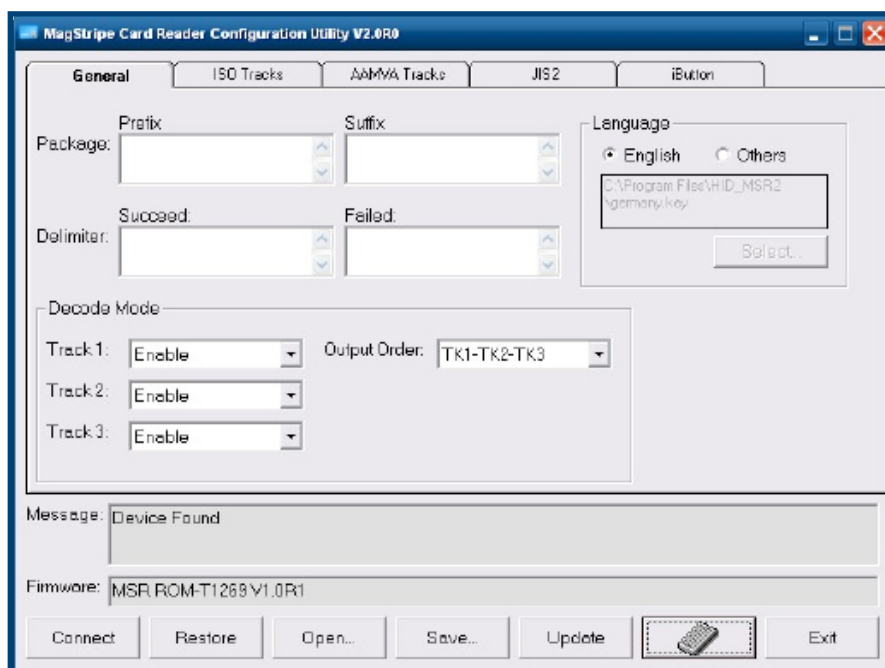 MagStripe Card Reader Configuration Utility V2.0R0
General ISO Tracks AAMVA Tracks JIS2 iButton
Prefix Suffix Language
Package: English Others
C:\Program Files\HID_MSR2
\germany.key
Succeed: Failed:
Delimiter: Select...
Decode Mode
Track 1: Enable Output Order: TK1-TK2-TK3
Track 2: Enable
Track 3: Enable
Message: Device Found
Firmware: MSR ROM-T1269 V1.0R1
Connect Restore Open... Save... Update Exit